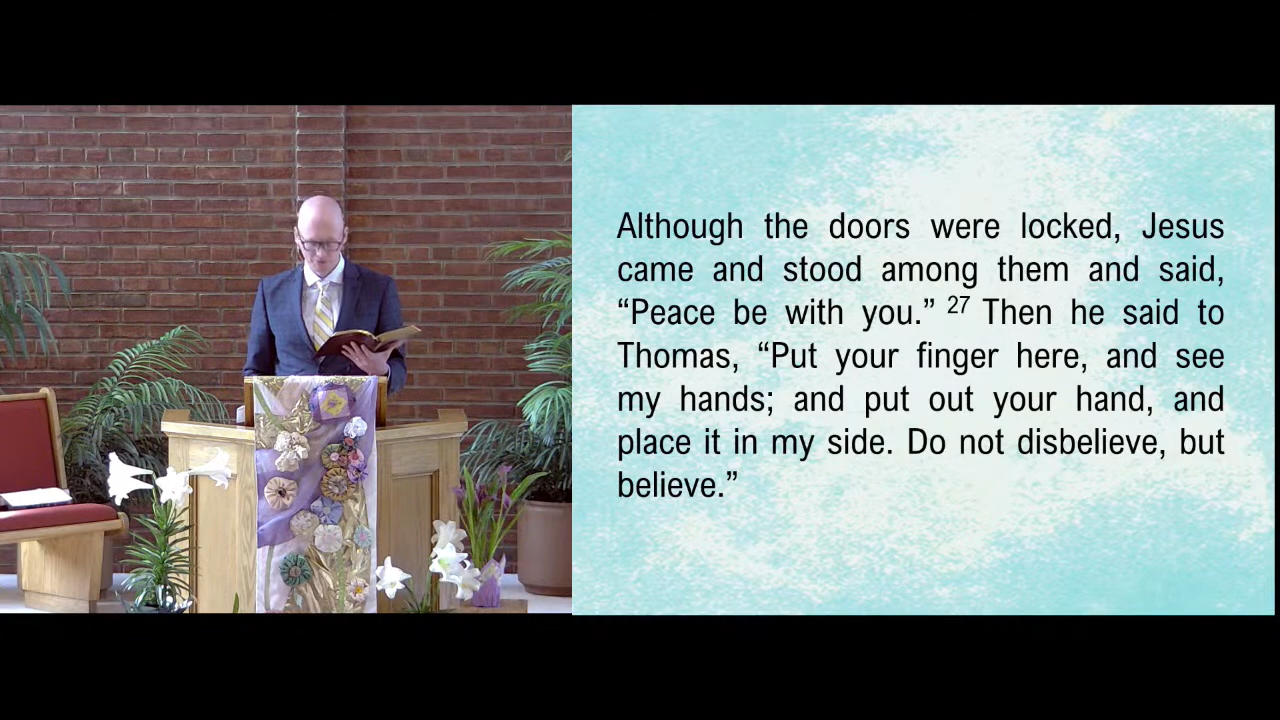 Although the doors were locked, Jesus
came and stood among them and said,
“Peace be with you.” 27 Then he said to
Thomas, “Put your finger here, and see
my hands; and put out your hand, and
place it in my side. Do not disbelieve, but
believe.”